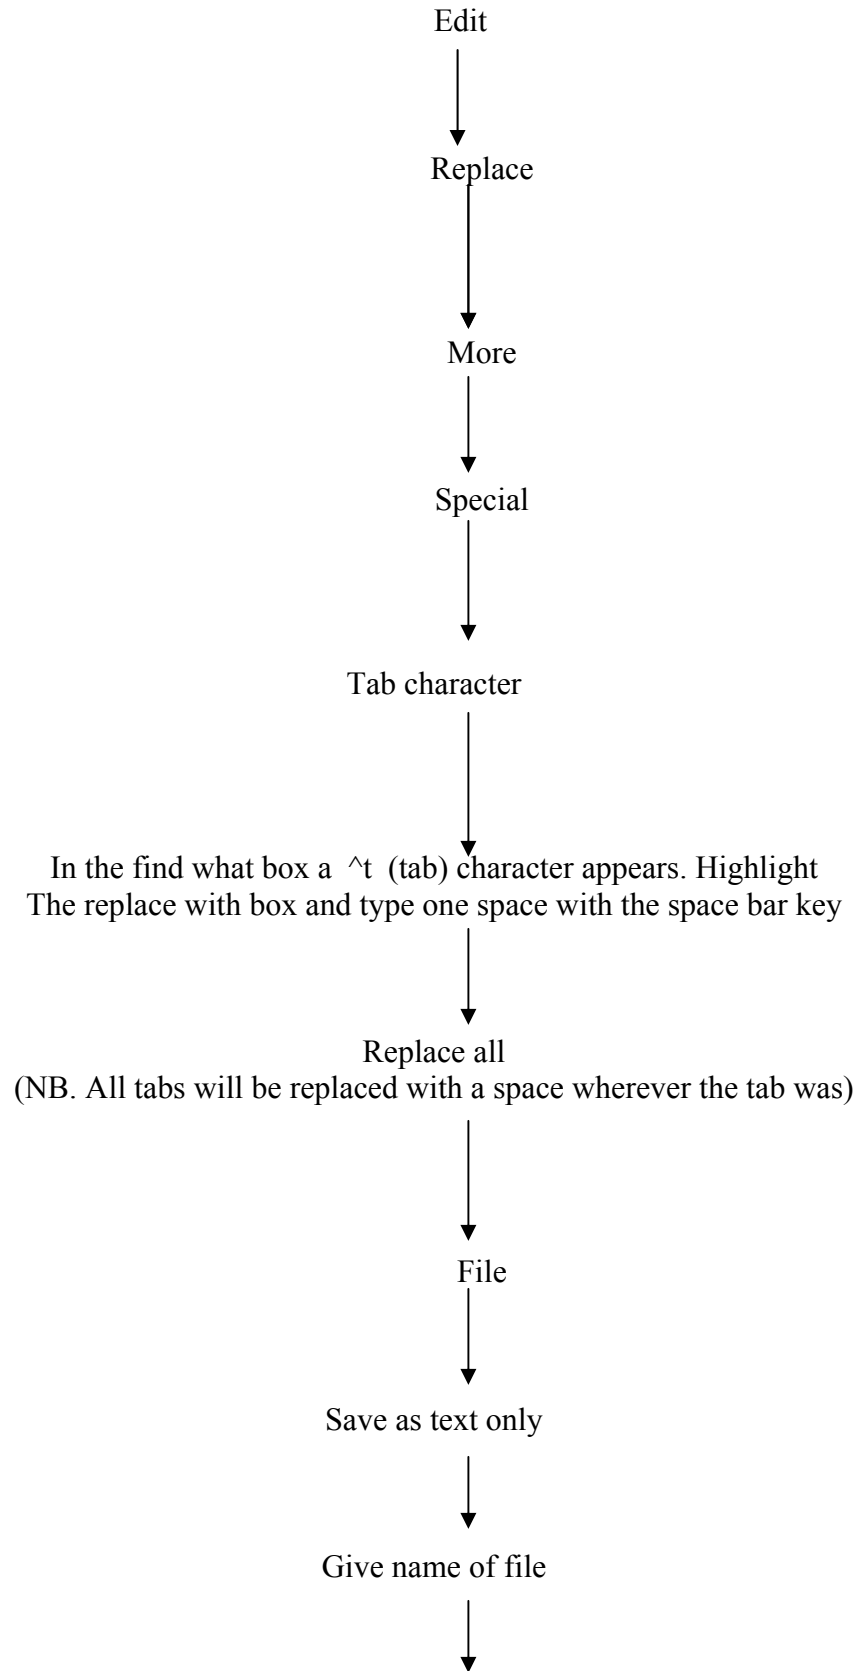 Edit
Replace
More
Special
Tab character
In the find what box a ^t (tab) character appears. Highlight
The replace with box and type one space with the space bar key
Replace all
(NB. All tabs will be replaced with a space wherever the tab was)
File
Save as text only
Give name of file